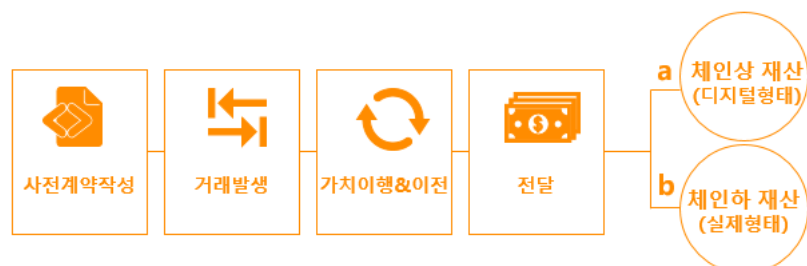 사전계약작성
거래발생
가치이행&이전
전달
a
체인상 재산
(디지털형태)
b
체인하 재산
(실제형태)